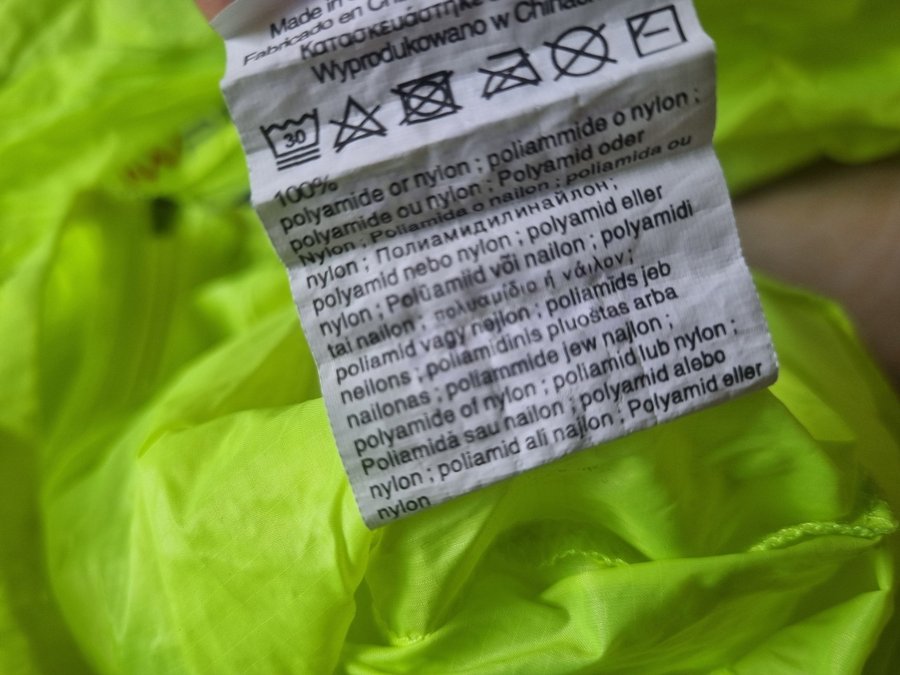 Made in
Fabricado en
Κατασκευάστηκε
Wyprodukowano w Chinach
30
100%
polyamide or nylon ; poliammide o nylon ;
polyamide ou nylon ; Polyamid oder
Nylon ; Poliamida o nailon ; poliamida ou
nylon ; Полиамидилинайлон;
polyamid nebo nylon ; polyamid eller
nylon ; Polüamiid või nailon ; polyamidi
tai nailon ; πολυαμίδιο ή νάιλον;
poliamid vagy nejlon ; poliamīds jeb
neilons ; poliamidinis pluoštas arba
nailonas ; poliammide jew najlon ;
polyamide of nylon ; poliamid lub nylon ;
Poliamidă sau nailon ; polyamid alebo
nylon ; poliamid ali najlon ; Polyamid eller
nylon